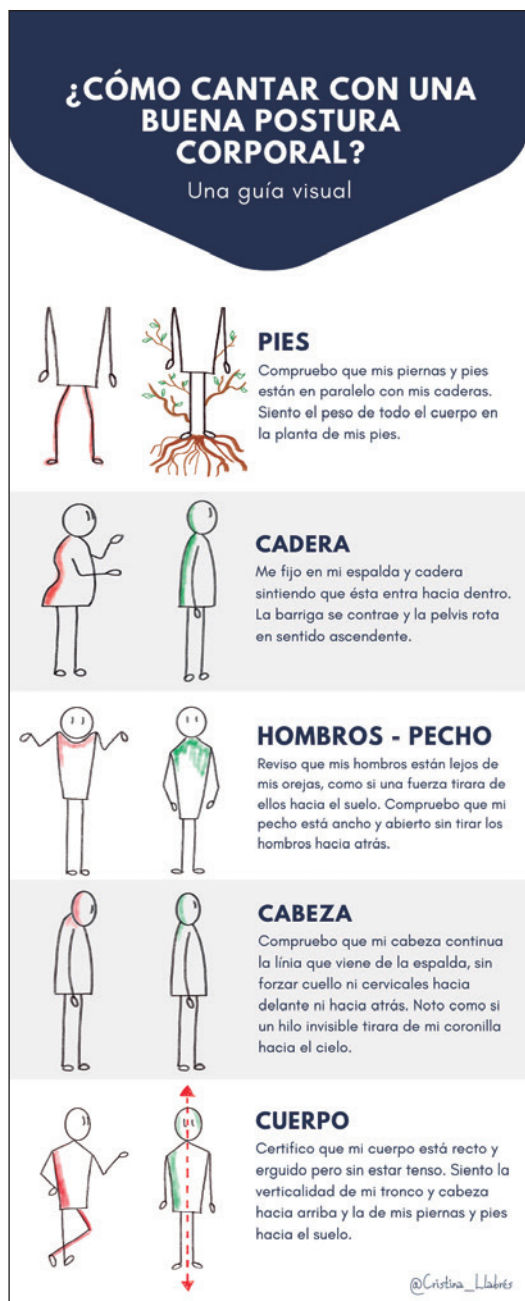 ¿CÓMO CANTAR CON UNA
BUENA POSTURA
CORPORAL?
Una guía visual
PIES
Compruebo que mis piernas y pies
están en paralelo con mis caderas.
Siento el peso de todo el cuerpo en
la planta de mis pies.
CADERA
Me fijo en mi espalda y cadera
sintiendo que ésta entra hacia dentro.
La barriga se contrae y la pelvis rota
en sentido ascendente.
HOMBROS - PECHO
Reviso que mis hombros están lejos de
mis orejas, como si una fuerza tirara de
ellos hacia el suelo. Compruebo que mi
pecho está ancho y abierto sin tirar los
hombros hacia atrás.
CABEZA
Compruebo que mi cabeza continua
la línia que viene de la espalda, sin
forzar cuello ni cervicales hacia
delante ni hacia atrás. Noto como si
un hilo invisible tirara de mi coronilla
hacia el cielo.
CUERPO
Certifico que mi cuerpo está recto y
erguido pero sin estar tenso. Siento la
verticalidad de mi tronco y cabeza
hacia arriba y la de mis piernas y pies
hacia el suelo.
@Cristina_Llabrés